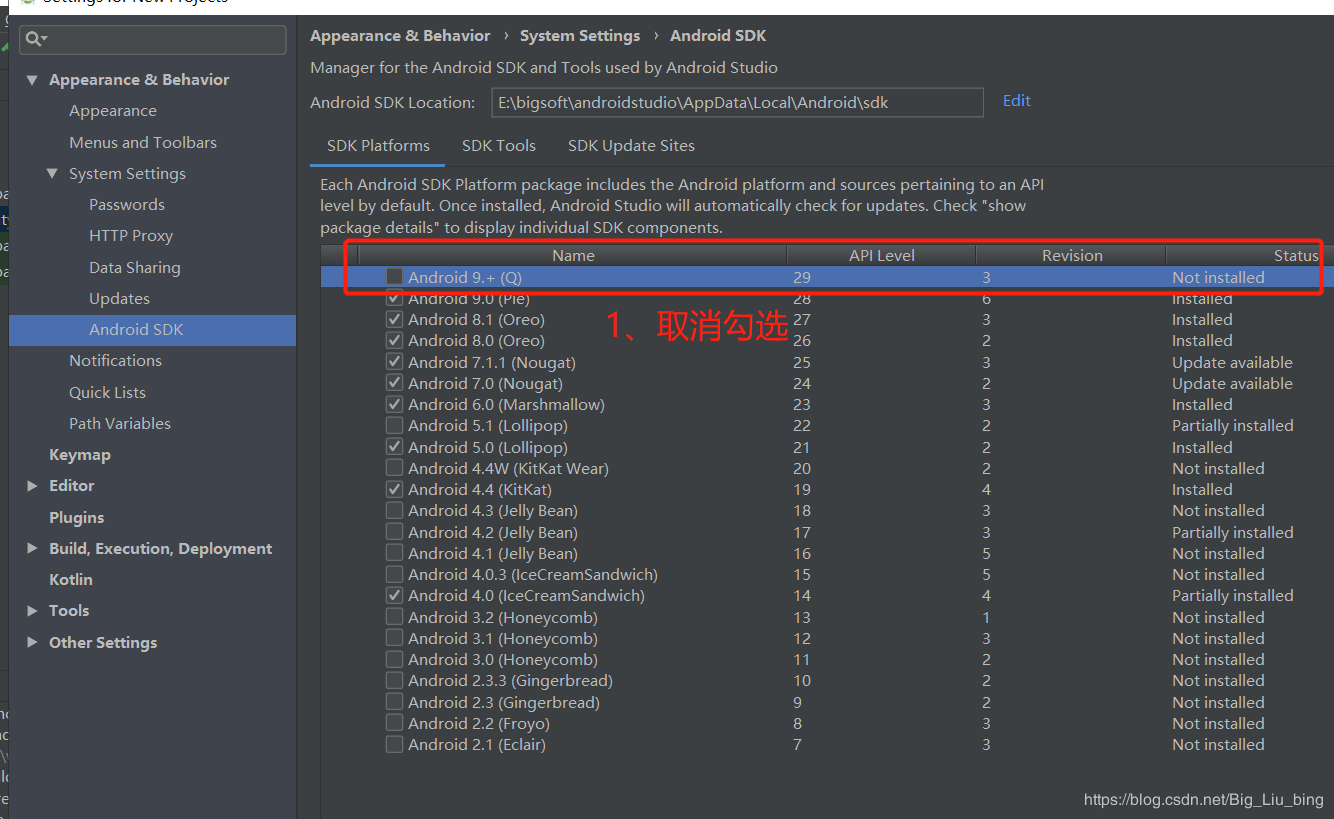 Settings for New Projects
Appearance & Behavior
Appearance
Menus and Toolbars
System Settings
Passwords
HTTP Proxy
Data Sharing
Updates
Android SDK
Notifications
Quick Lists
Path Variables
Keymap
Editor
Plugins
Build, Execution, Deployment
Kotlin
Tools
Other Settings
Appearance & Behavior › System Settings › Android SDK
Manager for the Android SDK and Tools used by Android Studio
Android SDK Location: E:\bigsoft\androidstudio\AppData\Local\Android\sdk Edit
SDK Platforms SDK Tools SDK Update Sites
Each Android SDK Platform package includes the Android platform and sources pertaining to an API
level by default. Once installed, Android Studio will automatically check for updates. Check "show
package details" to display individual SDK components.
Name API Level Revision Status
Android 9.+ (Q) 29 3 Not installed
Android 9.0 (Pie) 28 6 Installed
Android 8.1 (Oreo) 27 3 Installed
1、取消勾选
Android 8.0 (Oreo) 26 2 Installed
Android 7.1.1 (Nougat) 25 3 Update available
Android 7.0 (Nougat) 24 2 Update available
Android 6.0 (Marshmallow) 23 3 Installed
Android 5.1 (Lollipop) 22 2 Partially installed
Android 5.0 (Lollipop) 21 2 Installed
Android 4.4W (KitKat Wear) 20 2 Not installed
Android 4.4 (KitKat) 19 4 Installed
Android 4.3 (Jelly Bean) 18 3 Not installed
Android 4.2 (Jelly Bean) 17 3 Partially installed
Android 4.1 (Jelly Bean) 16 5 Not installed
Android 4.0.3 (IceCreamSandwich) 15 5 Not installed
Android 4.0 (IceCreamSandwich) 14 4 Partially installed
Android 3.2 (Honeycomb) 13 1 Not installed
Android 3.1 (Honeycomb) 12 3 Not installed
Android 3.0 (Honeycomb) 11 2 Not installed
Android 2.3.3 (Gingerbread) 10 2 Not installed
Android 2.3 (Gingerbread) 9 2 Not installed
Android 2.2 (Froyo) 8 3 Not installed
Android 2.1 (Eclair) 7 3 Not installed
https://blog.csdn.net/Big_Liu_bing